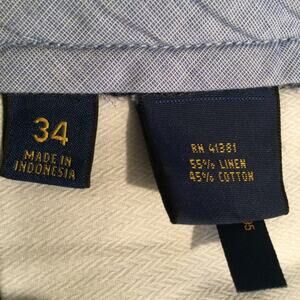 34
MADE IN
INDONESIA
RN 41381
55% LINEN
45% COTTON